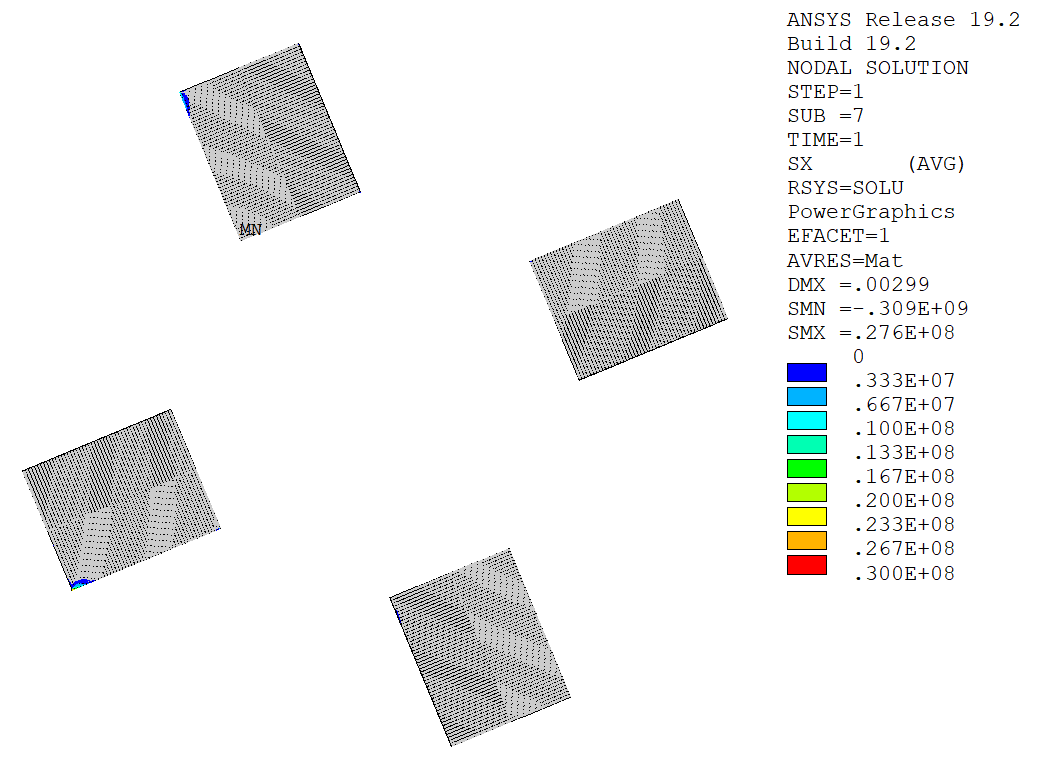 ANSYS Release 19.2
Build 19.2
NODAL SOLUTION
STEP=1
SUB =7
TIME=1
SX (AVG)
RSYS=SOLU
PowerGraphics
EFACET=1
AVRES=Mat
DMX =.00299
SMN =-.309E+09
SMX =.276E+08
0
.333E+07
.667E+07
.100E+08
.133E+08
.167E+08
.200E+08
.233E+08
.267E+08
.300E+08
MN